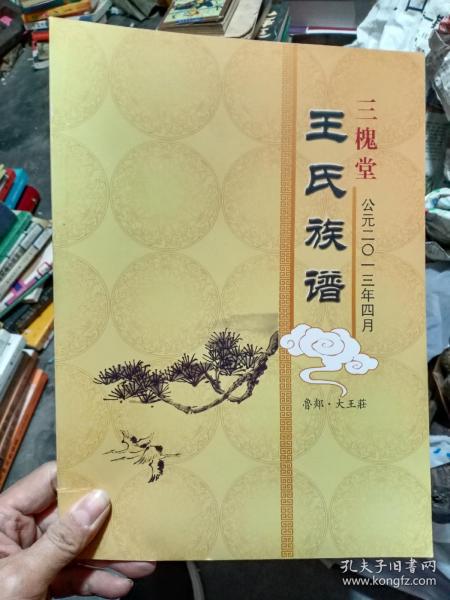 三槐堂
王氏族谱
公元二〇一三年四月
鲁郯·大王莊
孔夫子旧书网
www.kongfz.com